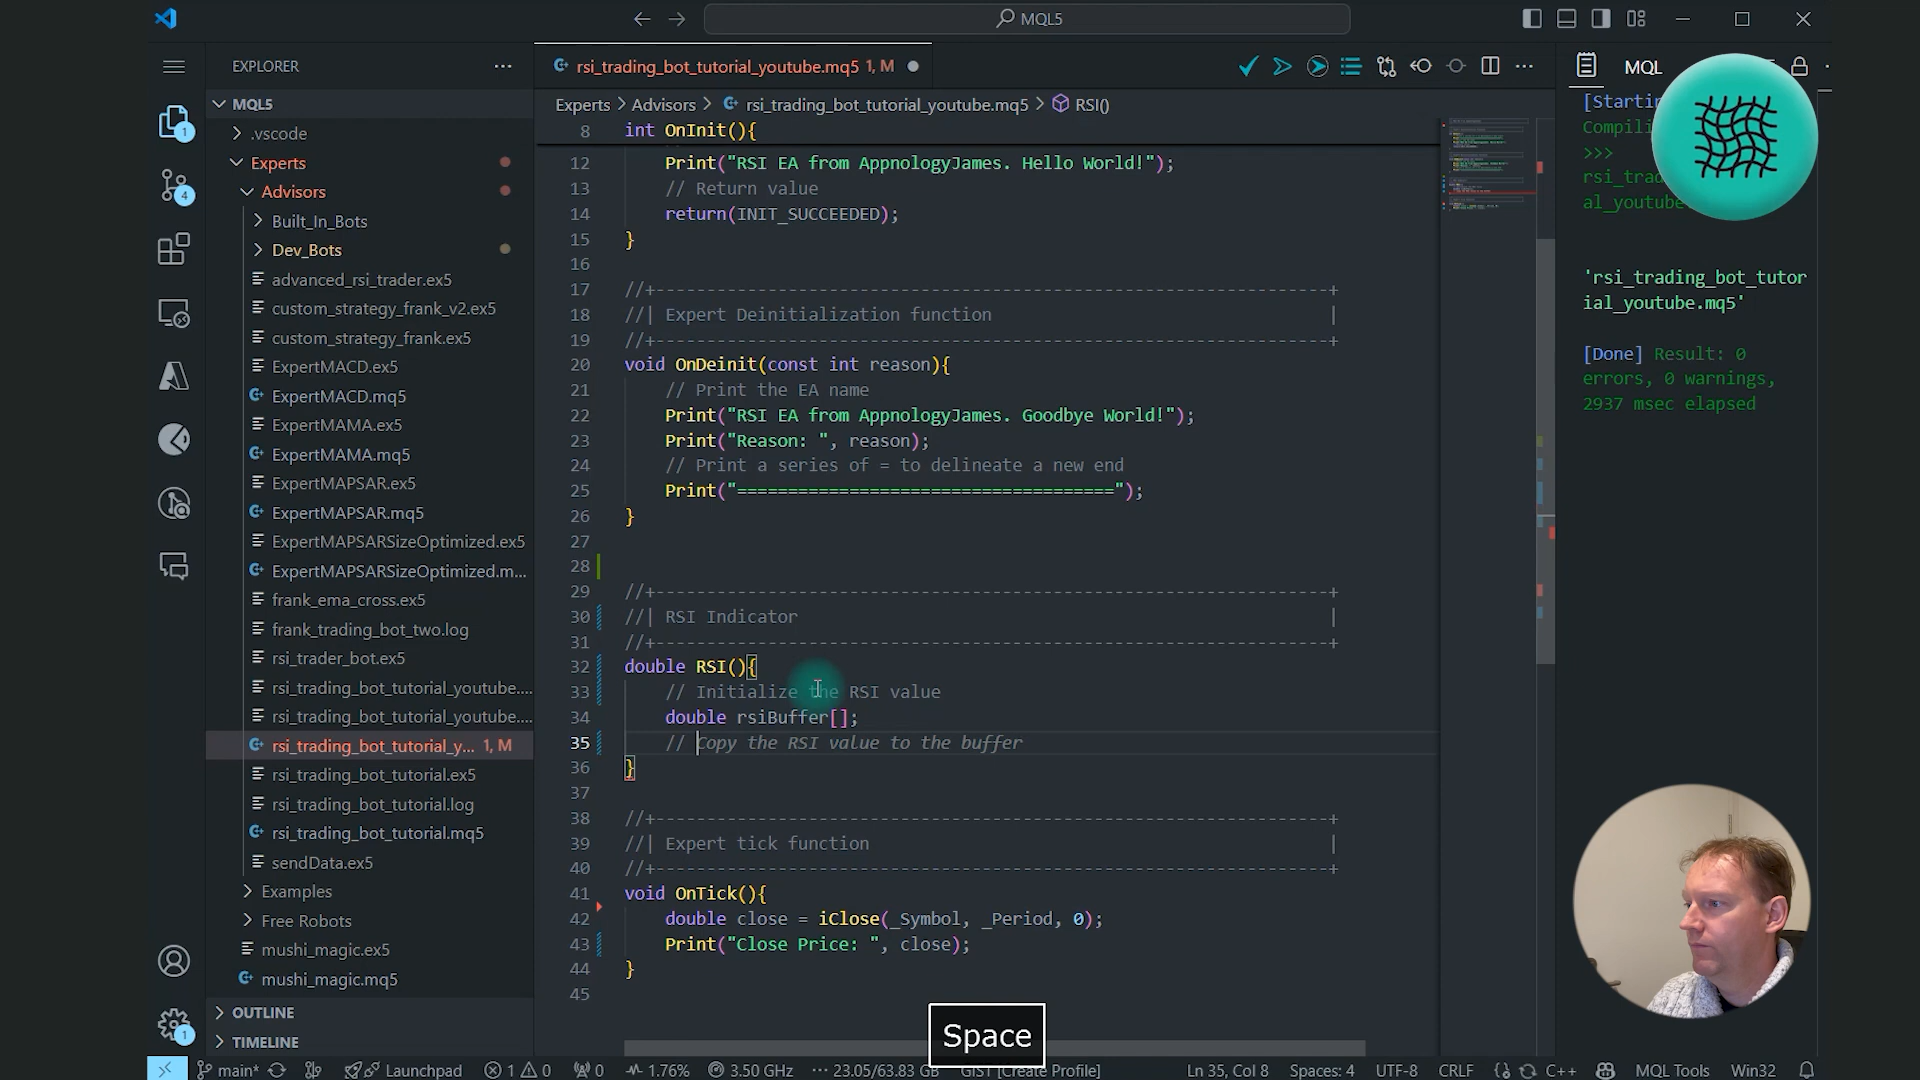 MQL5
EXPLORER
MQL5
.vscode
Experts
Advisors
Built_In_Bots
Dev_Bots
advanced_rsi_trader.ex5
custom_strategy_frank_v2.ex5
custom_strategy_frank.ex5
ExpertMACD.ex5
ExpertMACD.mq5
ExpertMAMA.ex5
ExpertMAMA.mq5
ExpertMAPSAR.ex5
ExpertMAPSAR.mq5
ExpertMAPSARSizeOptimized.ex5
ExpertMAPSARSizeOptimized.m...
frank_ema_cross.ex5
frank_trading_bot_two.log
rsi_trader_bot.ex5
rsi_trading_bot_tutorial_youtube....
rsi_trading_bot_tutorial_youtube....
rsi_trading_bot_tutorial_y... 1, M
rsi_trading_bot_tutorial.ex5
rsi_trading_bot_tutorial.log
rsi_trading_bot_tutorial.mq5
sendData.ex5
Examples
Free Robots
mushi_magic.ex5
mushi_magic.mq5
OUTLINE
TIMELINE
1
4
1
rsi_trading_bot_tutorial_youtube.mq5 1, M
Experts > Advisors > rsi_trading_bot_tutorial_youtube.mq5 > RSI()
8 int OnInit(){
12 Print("RSI EA from AppnologyJames. Hello World!");
13 // Return value
14 return(INIT_SUCCEEDED);
15 }
16
17 //+------------------------------------------------------------------+
18 //| Expert Deinitialization function |
19 //+------------------------------------------------------------------+
20 void OnDeinit(const int reason){
21 // Print the EA name
22 Print("RSI EA from AppnologyJames. Goodbye World!");
23 Print("Reason: ", reason);
24 // Print a series of = to delineate a new end
25 Print("=====================================");
26 }
27
28
29 //+------------------------------------------------------------------+
30 //| RSI Indicator |
31 //+------------------------------------------------------------------+
32 double RSI(){
33 // Initialize the RSI value
34 double rsiBuffer[];
35 // Copy the RSI value to the buffer
36 }
37
38 //+------------------------------------------------------------------+
39 //| Expert tick function |
40 //+------------------------------------------------------------------+
41 void OnTick(){
42 double close = iClose(_Symbol, _Period, 0);
43 Print("Close Price: ", close);
44 }
45
Space
MQL
[Startin
Compili
>>>
rsi_trad
al_youtube
'rsi_trading_bot_tutor
ial_youtube.mq5'
[Done] Result: 0
errors, 0 warnings,
2937 msec elapsed
main* Launchpad 1 0 0 1.76% 3.50 GHz 23.05/63.83 GB GIST [Create Profile] Ln 35, Col 8 Spaces: 4 UTF-8 CRLF C++ MQL Tools Win32